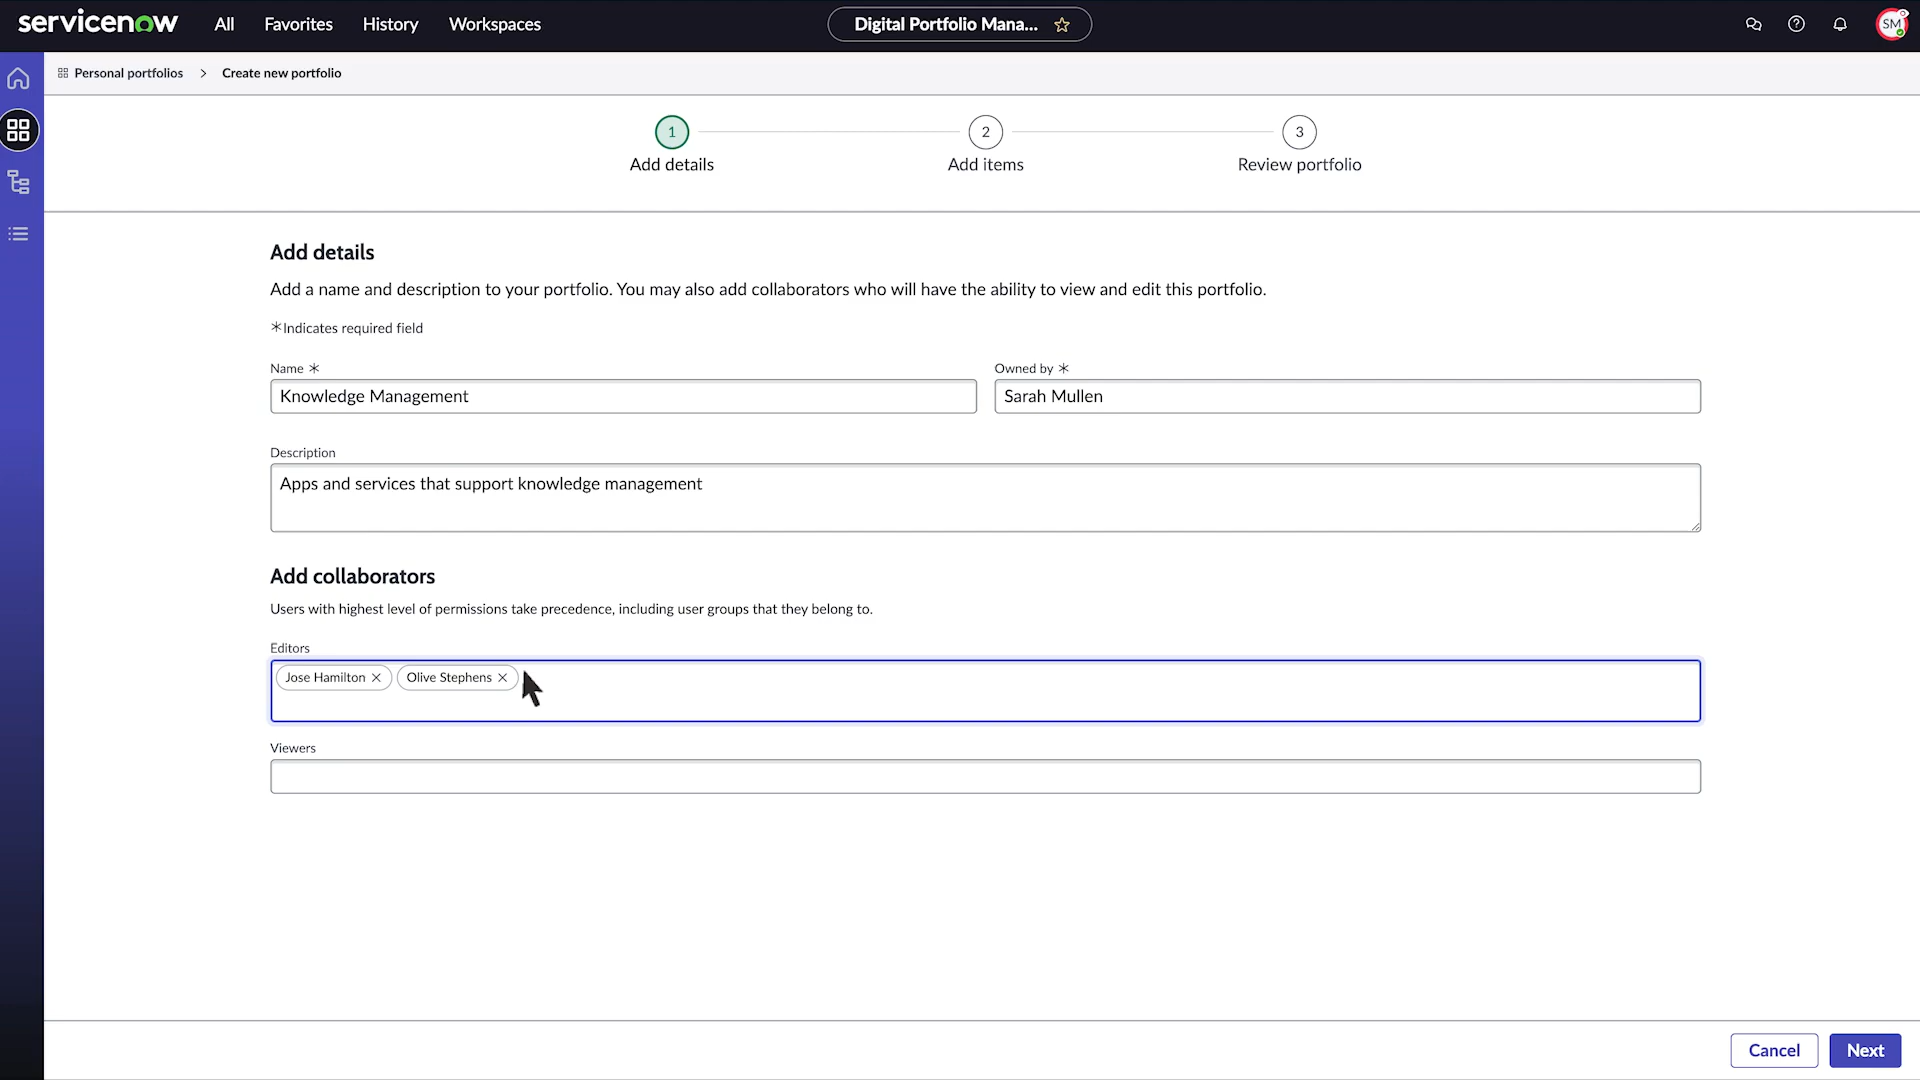 servicenow All Favorites History Workspaces Digital Portfolio Mana... SM
Personal portfolios > Create new portfolio
1 2 3
Add details Add items Review portfolio
Add details
Add a name and description to your portfolio. You may also add collaborators who will have the ability to view and edit this portfolio.
*Indicates required field
Name * Owned by *
Knowledge Management Sarah Mullen
Description
Apps and services that support knowledge management
Add collaborators
Users with highest level of permissions take precedence, including user groups that they belong to.
Editors
Jose Hamilton Olive Stephens
Viewers
Cancel Next